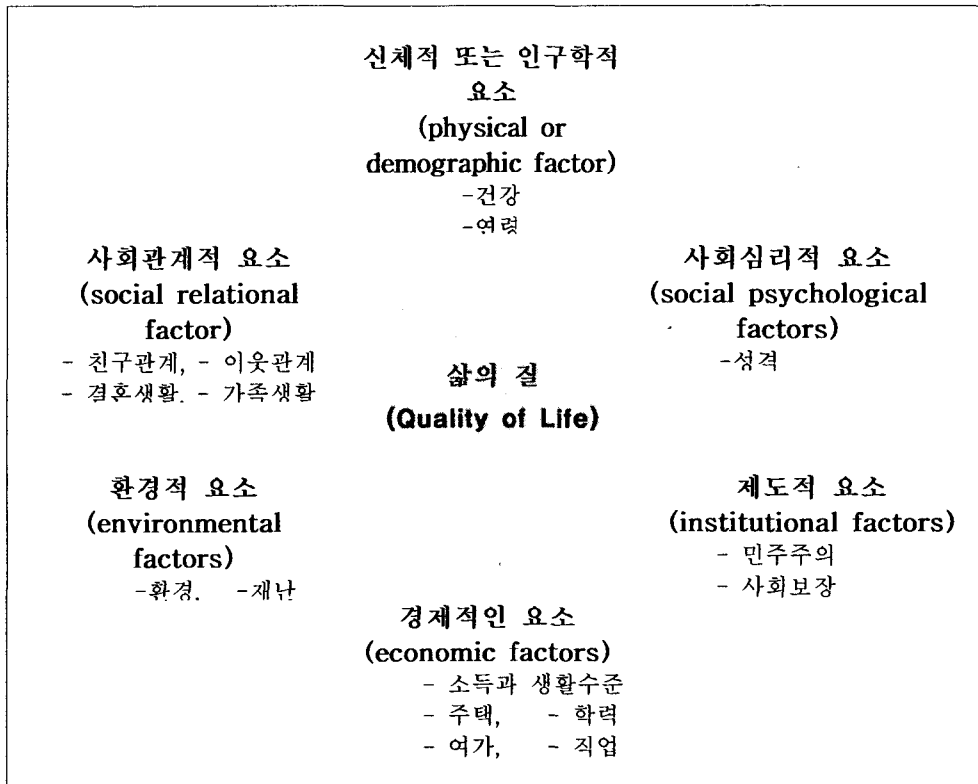 신체적 또는 인구학적
요소
(physical or
demographic factor)
-건강
-연령
사회관계적 요소
(social relational
factor)
- 친구관계, - 이웃관계
- 결혼생활. - 가족생활
사회심리적 요소
(social psychological
factors)
-성격
삶의 질
(Quality of Life)
환경적 요소
(environmental
factors)
-환경. -재난
제도적 요소
(institutional factors)
- 민주주의
- 사회보장
경재적인 요소
(economic factors)
- 소득과 생활수준
- 주택, - 학력
- 여가, - 직업